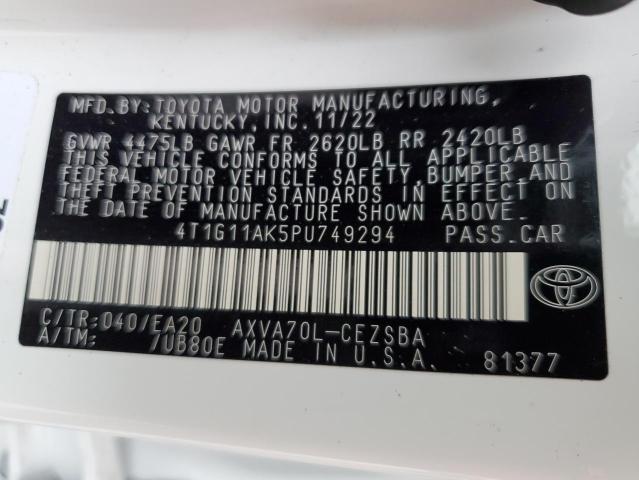 MFD.BY:TOYOTA MOTOR MANUFACTURING,
KENTUCKY,INC.11/22
GVWR 4475LB GAWR FR 2620LB RR 2420LB
THIS VEHICLE CONFORMS TO ALL APPLICABLE
FEDERAL MOTOR VEHICLE SAFETY,BUMPER,AND
THEFT PREVENTION STANDARDS IN EFFECT ON
THE DATE OF MANUFACTURE SHOWN ABOVE.
4T1G11AK5PU749294 PASS.CAR
C/TR:040/EA20 AXVA70L-CEZSBA
A/TM: /UB80E MADE IN U.S.A. 81377